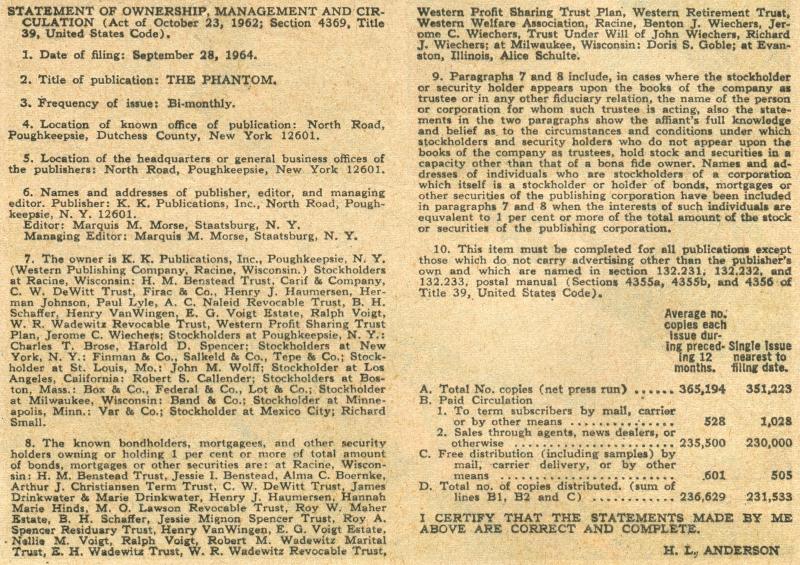 STATEMENT OF OWNERSHIP, MANAGEMENT AND CIR-
CULATION (Act of October 23, 1962; Section 4369, Title
39, United States Code).
1. Date of filing: September 28, 1964.
2. Title of publication: THE PHANTOM.
3. Frequency of issue: Bi-monthly.
4. Location of known office of publication: North Road,
Poughkeepsie, Dutchess County, New York 12601.
5. Location of the headquarters or general business offices of
the publishers: North Road, Poughkeepsie, New York 12601.
6. Names and addresses of publisher, editor, and managing
editor. Publisher: K. K. Publications, Inc., North Road, Pough-
keepsie, N. Y. 12601.
Editor: Marquis M. Morse, Staatsburg, N. Y.
Managing Editor: Marquis M. Morse, Staatsburg, N. Y.
7. The owner is K. K. Publications, Inc., Poughkeepsie, N. Y.
(Western Publishing Company, Racine, Wisconsin.) Stockholders
at Racine, Wisconsin: H. M. Benstead Trust, Carif & Company,
C. W. DeWitt Trust, Firac & Co., Henry J. Haumersen, Her-
man Johnson, Paul Lyle, A. C. Naleid Revocable Trust, B. H.
Schaffer, Henry VanWingen, E. G. Voigt Estate, Ralph Voigt,
W. R. Wadewitz Revocable Trust, Western Profit Sharing Trust
Plan, Jerome C. Wiechers; Stockholders at Poughkeepsie, N. Y.:
Charles T. Brose, Harold D. Spencer; Stockholders at New
York, N. Y.: Finman & Co., Salkeld & Co., Tepe & Co.; Stock-
holder at St. Louis, Mo.: John M. Wolff; Stockholder at Los
Angeles, California: Robert S. Callender; Stockholders at Bos-
ton, Mass.: Box & Co., Federal & Co., Lot & Co.; Stockholder
at Milwaukee, Wisconsin: Band & Co.; Stockholder at Minne-
apolis, Minn.: Var & Co.; Stockholder at Mexico City; Richard
Small.
8. The known bondholders, mortgagees, and other security
holders owning or holding 1 per cent or more of total amount
of bonds, mortgages or other securities are: at Racine, Wiscon-
sin: H. M. Benstead Trust, Jessie I. Benstead, Alma C. Boernke,
Arthur J. Christiansen Term Trust, C. W. DeWitt Trust, James
Drinkwater & Marie Drinkwater, Henry J. Haumersen, Hannah
Marie Hinds, M. O. Lawson Revocable Trust, Roy W. Maher
Estate, B. H. Schaffer, Jessie Mignon Spencer Trust, Roy A.
Spencer Residuary Trust, Henry VanWingen, E. G. Voigt Estate,
Nellie M. Voigt, Ralph Voigt, Robert M. Wadewitz Marital
Trust, E. H. Wadewitz Trust, W. R. Wadewitz Revocable Trust,
Western Profit Sharing Trust Plan, Western Retirement Trust,
Western Welfare Association, Racine, Benton J. Wiechers, Jer-
ome C. Wiechers, Trust Under Will of John Wiechers, Richard
J. Wiechers; at Milwaukee, Wisconsin: Doris S. Goble; at Evan-
ston, Illinois, Alice Schulte.
9. Paragraphs 7 and 8 include, in cases where the stockholder
or security holder appears upon the books of the company as
trustee or in any other fiduciary relation, the name of the person
or corporation for whom such trustee is acting, also the state-
ments in the two paragraphs show the affiant's full knowledge
and belief as to the circumstances and conditions under which
stockholders and security holders who do not appear upon the
books of the company as trustees, hold stock and securities in a
capacity other than that of a bona fide owner. Names and ad-
dresses of individuals who are stockholders of a corporation
which itself is a stockholder or holder of bonds, mortgages or
other securities of the publishing corporation have been included
in paragraphs 7 and 8 when the interests of such individuals are
equvalent to 1 per cent or more of the total amount of the stock
or securities of the publishing corporation.
10. This item must be completed for all publications except
those which do not carry advertising other than the publisher's
own and which are named in section 132.231, 132.232, and
132.233, postal manual (Sections 4355a, 4355b, and 4356 of
Title 39, United States Code).
Average no.
copies each
issue dur-
ing preced- Single issue
ing 12 nearest to
months. filing date.
A. Total No. copies (net press run) ...... 365,194 351,223
B. Paid Circulation
1. To term subscribers by mail, carrier
or by other means ............... 528 1,028
2. Sales through agents, news dealers, or
otherwise ....................... 235,500 230,000
C. Free distribution (including samples) by
mail, carrier delivery, or by other
means ........................... 601 505
D. Total no. of copies distributed. (sum of
lines B1, B2 and C) ............. 236,629 231,533
I CERTIFY THAT THE STATEMENTS MADE BY ME
ABOVE ARE CORRECT AND COMPLETE.
H. L. ANDERSON